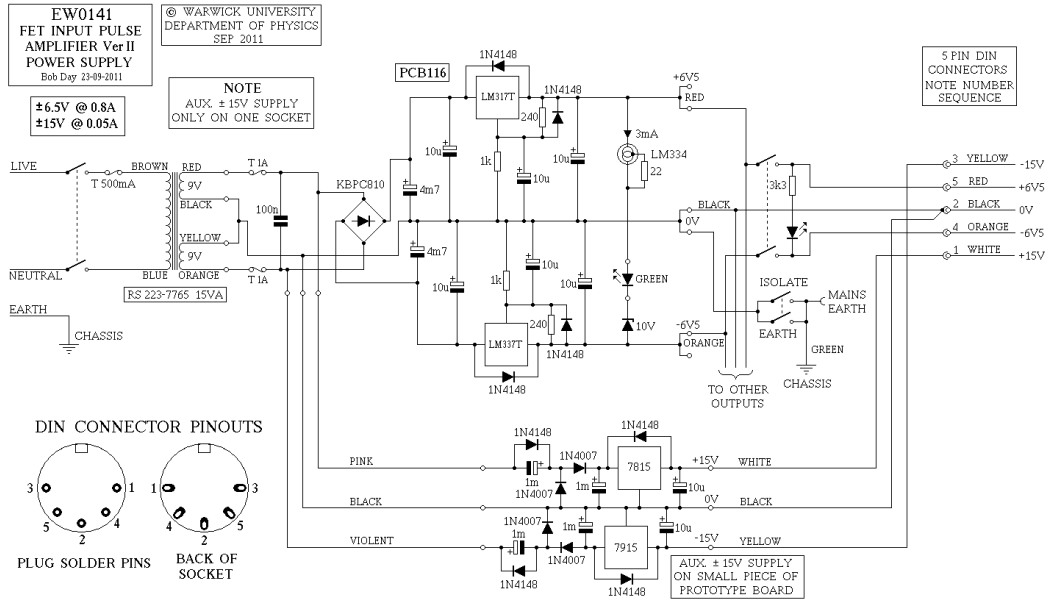 EW0141
FET INPUT PULSE
AMPLIFIER Ver II
POWER SUPPLY
Bob Day 23-09-2011
© WARWICK UNIVERSITY
DEPARTMENT OF PHYSICS
SEP 2011
±6.5V @ 0.8A
±15V @ 0.05A
NOTE
AUX. ±15V SUPPLY
ONLY ON ONE SOCKET
PCB116
5 PIN DIN
CONNECTORS
NOTE NUMBER
SEQUENCE
1N4148
LM317T
1N4148
240
+6V5
RED
LIVE
T 500mA
BROWN
RED
9V
BLACK
T 1A
KBPC810
100n
10u
1k
10u
10u
4m7
3mA
LM334
22
3k3
3 YELLOW -15V
5 RED +6V5
2 BLACK 0V
4 ORANGE -6V5
1 WHITE +15V
BLACK
0V
YELLOW
9V
NEUTRAL
BLUE
ORANGE
T 1A
RS 223-7765 15VA
4m7
10u
1k
10u
10u
GREEN
10V
240
LM337T
1N4148
1N4148
-6V5
ORANGE
ISOLATE
MAINS
EARTH
EARTH
GREEN
CHASSIS
EARTH
CHASSIS
TO OTHER
OUTPUTS
DIN CONNECTOR PINOUTS
3
1
5
4
2
1
3
4
5
2
PLUG SOLDER PINS
BACK OF
SOCKET
PINK
1N4148
1m
1N4007
1N4007
1m
1N4148
7815
10u
+15V
WHITE
BLACK
0V
BLACK
1N4007
1m
1m
10u
VIOLENT
1N4148
1N4007
7915
1N4148
-15V
YELLOW
AUX. ±15V SUPPLY
ON SMALL PIECE OF
PROTOTYPE BOARD